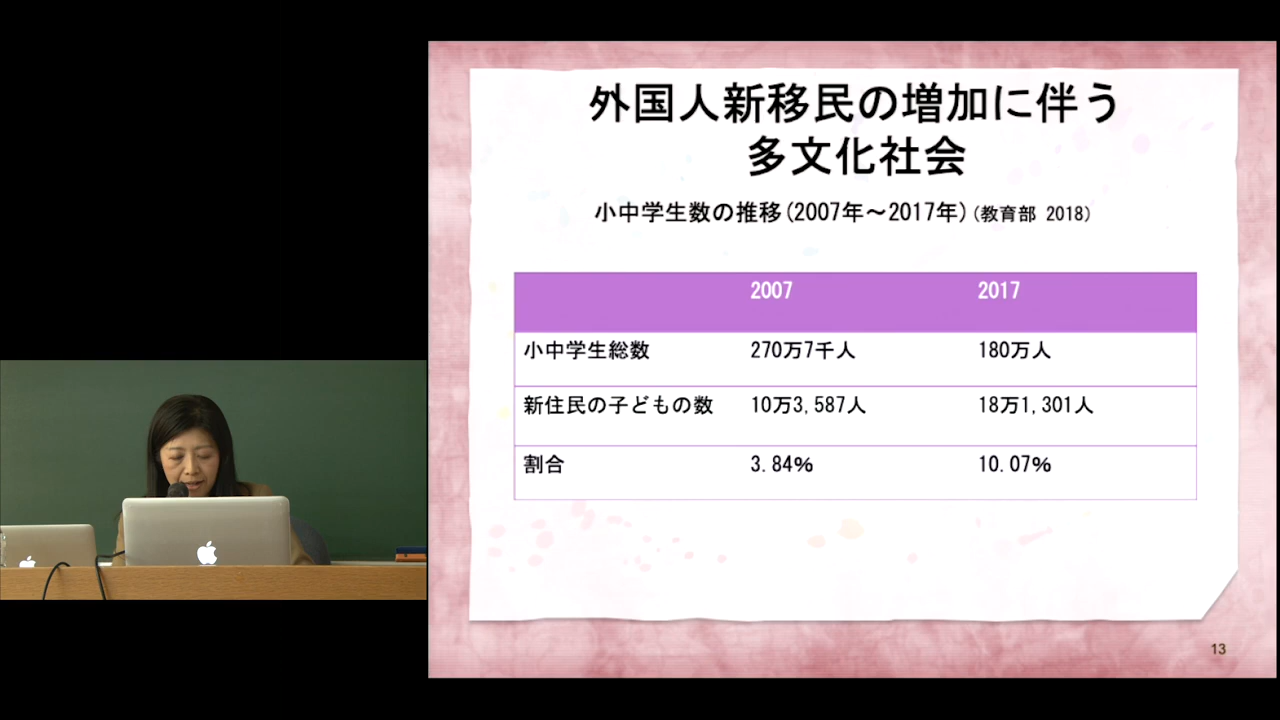 外国人新移民の増加に伴う
多文化社会
小中学生数の推移(2007年～2017年)(教育部 2018)
2007 2017
小中学生総数 270万7千人 180万人
新住民の子どもの数 10万3,587人 18万1,301人
割合 3.84% 10.07%
13